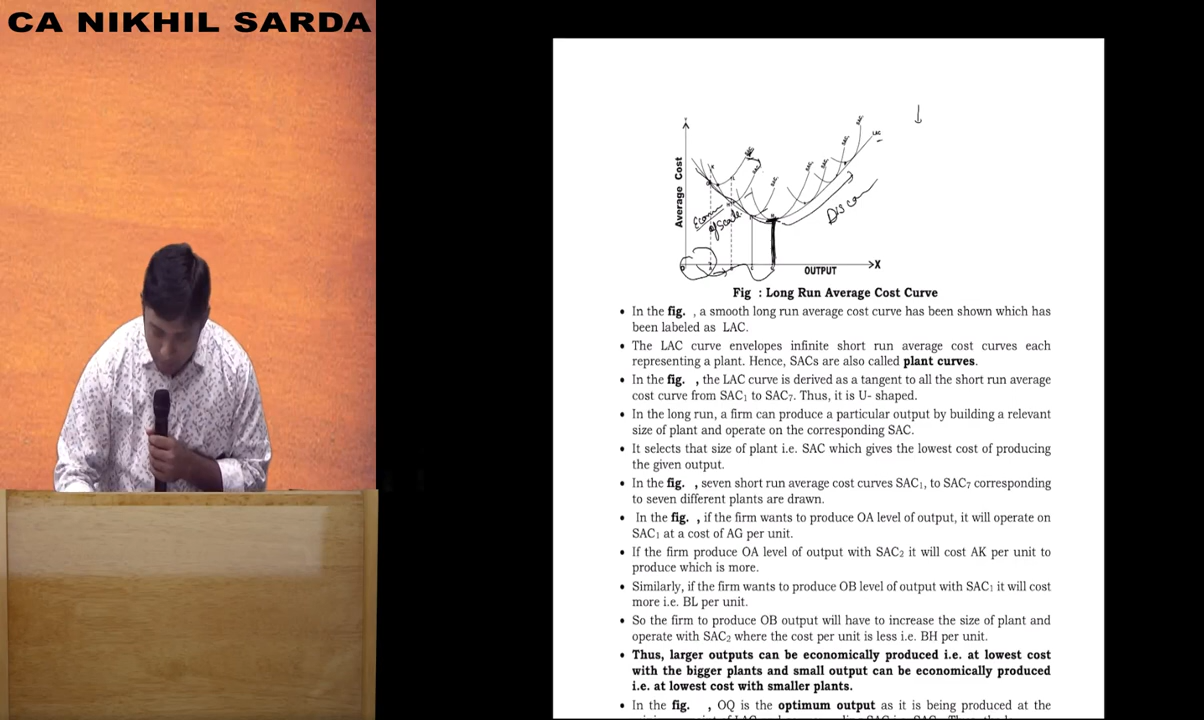 CA NIKHIL SARDA
Average Cost
Econom
of Scale
Dis
LAC
OUTPUT
X
Fig : Long Run Average Cost Curve
• In the fig. , a smooth long run average cost curve has been shown which has
been labeled as LAC.
• The LAC curve envelopes infinite short run average cost curves each
representing a plant. Hence, SACs are also called plant curves.
• In the fig. , the LAC curve is derived as a tangent to all the short run average
cost curve from SAC₁ to SAC₇. Thus, it is U- shaped.
• In the long run, a firm can produce a particular output by building a relevant
size of plant and operate on the corresponding SAC.
• It selects that size of plant i.e. SAC which gives the lowest cost of producing
the given output.
• In the fig. , seven short run average cost curves SAC₁, to SAC₇ corresponding
to seven different plants are drawn.
• In the fig. , if the firm wants to produce OA level of output, it will operate on
SAC₁ at a cost of AG per unit.
• If the firm produce OA level of output with SAC₂ it will cost AK per unit to
produce which is more.
• Similarly, if the firm wants to produce OB level of output with SAC₁ it will cost
more i.e. BL per unit.
• So the firm to produce OB output will have to increase the size of plant and
operate with SAC₂ where the cost per unit is less i.e. BH per unit.
• Thus, larger outputs can be economically produced i.e. at lowest cost
with the bigger plants and small output can be economically produced
i.e. at lowest cost with smaller plants.
• In the fig. , OQ is the optimum output as it is being produced at the